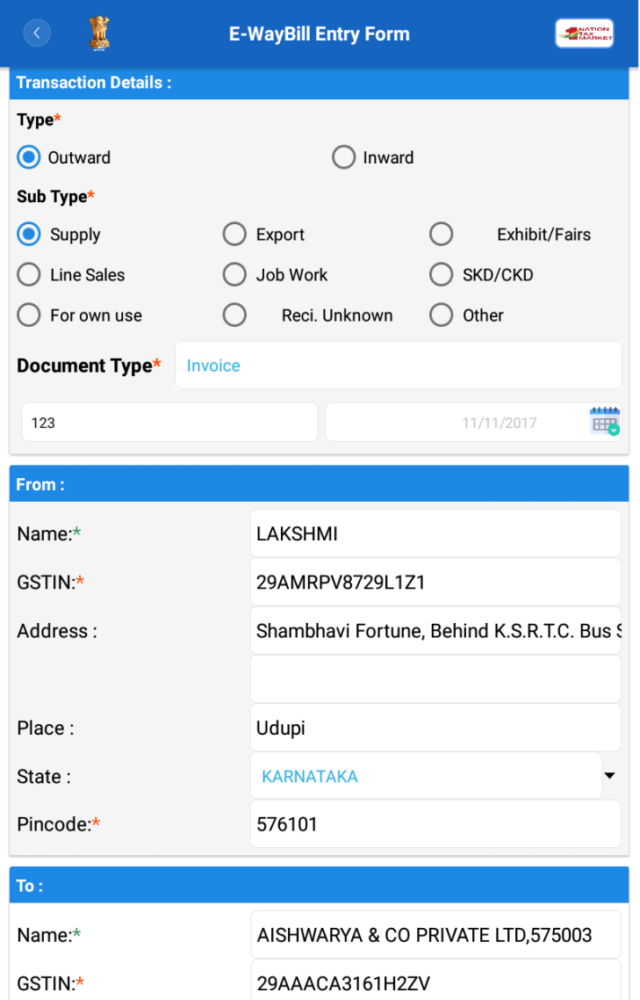 E-WayBill Entry Form
NATION
TAX
MARKET
Transaction Details :
Type*
Outward Inward
Sub Type*
Supply Export Exhibit/Fairs
Line Sales Job Work SKD/CKD
For own use Reci. Unknown Other
Document Type* Invoice
123 11/11/2017
From :
Name:* LAKSHMI
GSTIN:* 29AMRPV8729L1Z1
Address : Shambhavi Fortune, Behind K.S.R.T.C. Bus S
Place : Udupi
State : KARNATAKA
Pincode:* 576101
To :
Name:* AISHWARYA & CO PRIVATE LTD,575003
GSTIN:* 29AAACA3161H2ZV